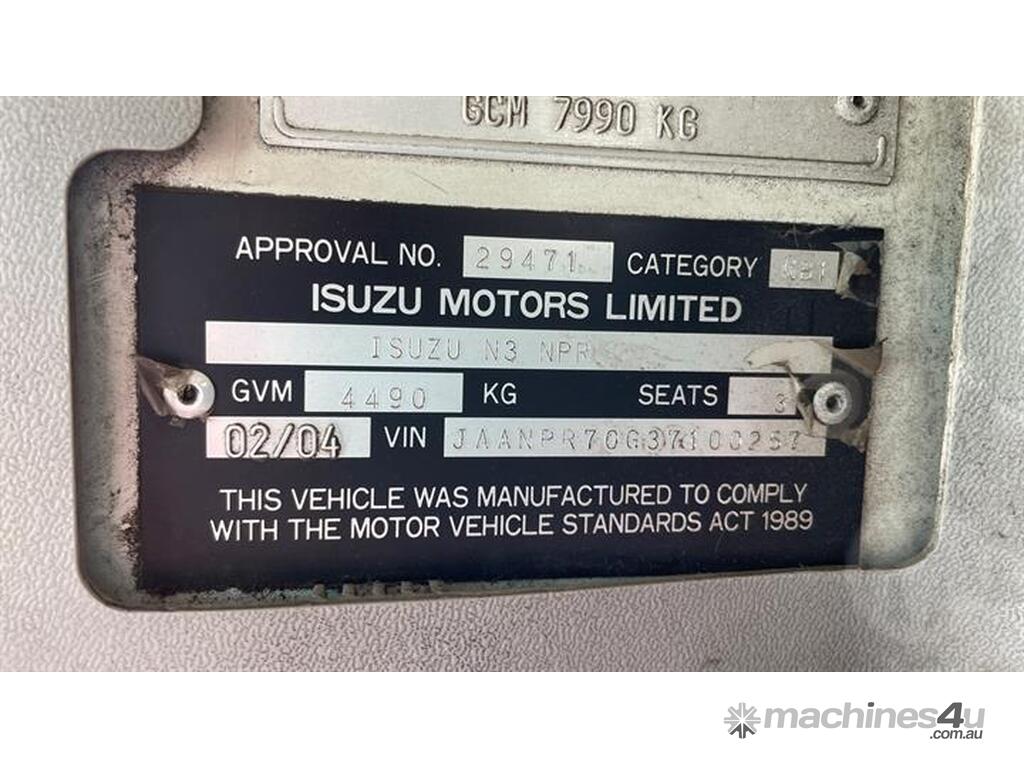 GCM 7990 KG
APPROVAL NO. 29471 CATEGORY
ISUZU MOTORS LIMITED
ISUZU N3 NPR
GVM 4490 KG SEATS 3
02/04 VIN JAANPR70G37100257
THIS VEHICLE WAS MANUFACTURED TO COMPLY
WITH THE MOTOR VEHICLE STANDARDS ACT 1989
machines4u
.com.au